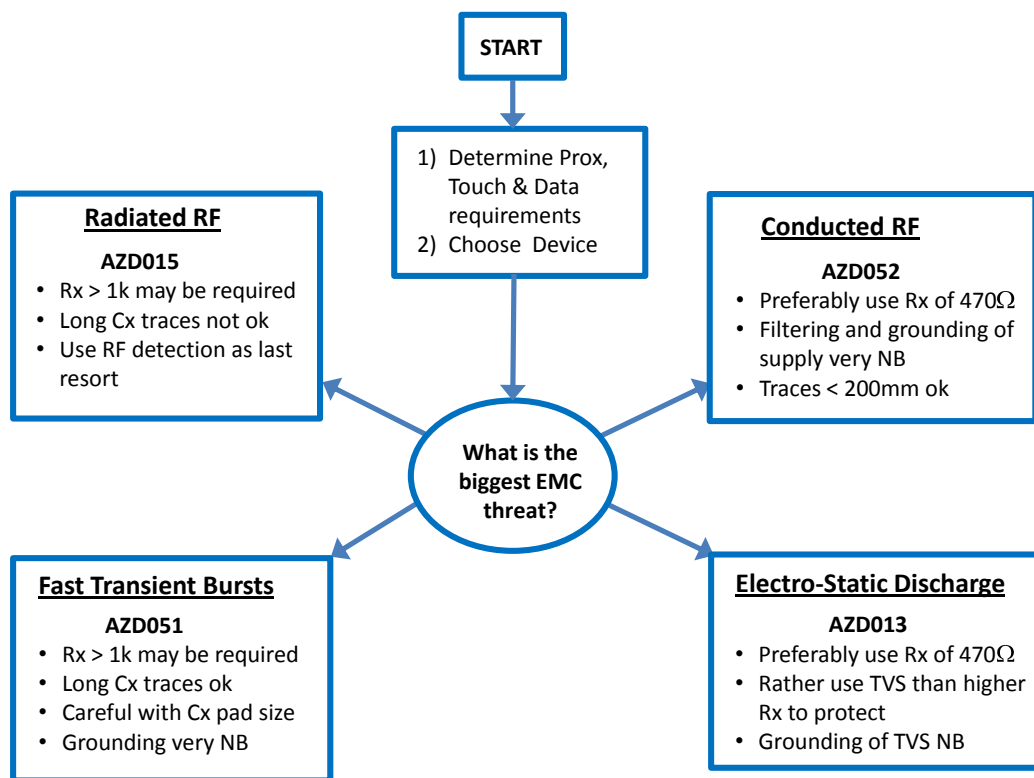 START
1) Determine Prox,
Touch & Data
requirements
2) Choose Device
Radiated RF
AZD015
• Rx > 1k may be required
• Long Cx traces not ok
• Use RF detection as last
resort
Conducted RF
AZD052
• Preferably use Rx of 470Ω
• Filtering and grounding of
supply very NB
• Traces < 200mm ok
What is the
biggest EMC
threat?
Fast Transient Bursts
AZD051
• Rx > 1k may be required
• Long Cx traces ok
• Careful with Cx pad size
• Grounding very NB
Electro-Static Discharge
AZD013
• Preferably use Rx of 470Ω
• Rather use TVS than higher
Rx to protect
• Grounding of TVS NB